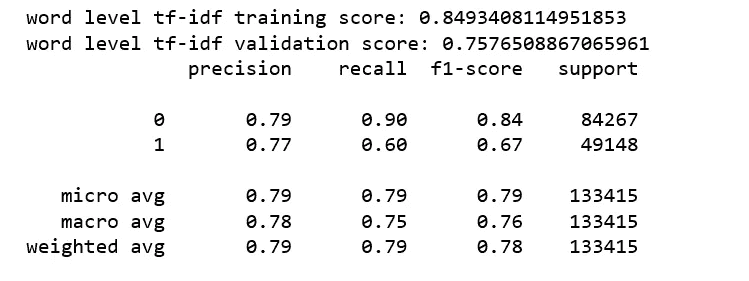 word level tf-idf training score: 0.8493408114951853
word level tf-idf validation score: 0.7576508867065961
precision recall f1-score support
0 0.79 0.90 0.84 84267
1 0.77 0.60 0.67 49148
micro avg 0.79 0.79 0.79 133415
macro avg 0.78 0.75 0.76 133415
weighted avg 0.79 0.79 0.78 133415